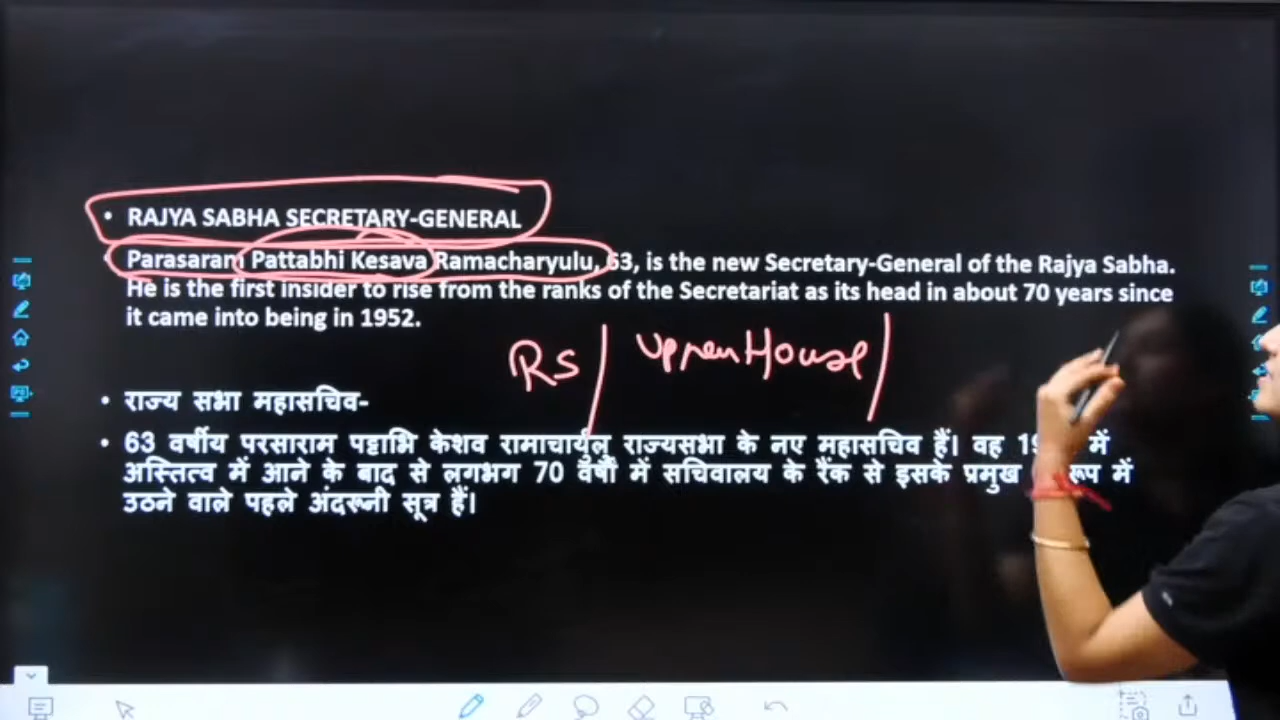 • RAJYA SABHA SECRETARY-GENERAL
• Parasaram Pattabhi Kesava Ramacharyulu, 63, is the new Secretary-General of the Rajya Sabha.
He is the first insider to rise from the ranks of the Secretariat as its head in about 70 years since
it came into being in 1952.
RS / Upper House /
• राज्य सभा महासचिव-
• 63 वर्षीय परसाराम पट्टाभि केशव रामाचार्युलु राज्यसभा के नए महासचिव हैं। वह में
अस्तित्व में आने के बाद से लगभग 70 वर्षों में सचिवालय के रैंक से इसके प्रमुख रूप में
उठने वाले पहले अंदरूनी सूत्र हैं।